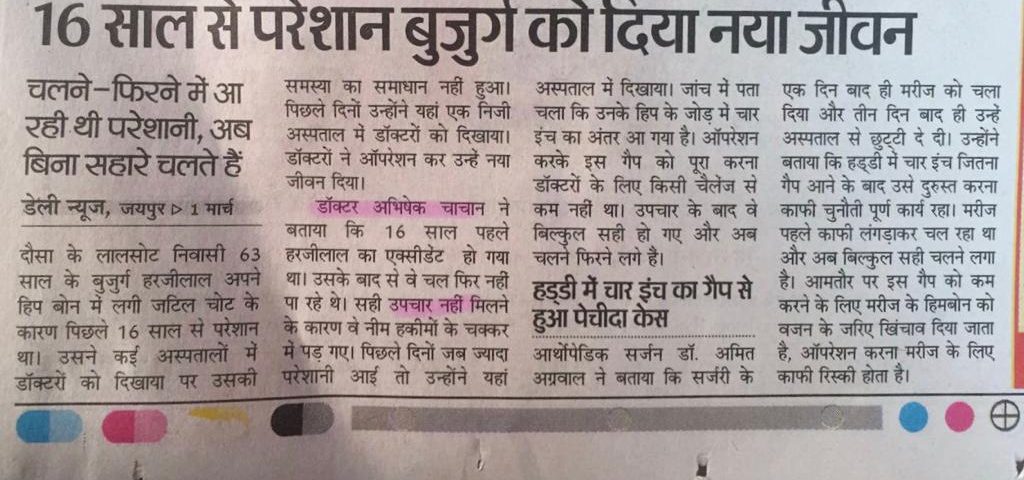 16 साल से परेशान बुजुर्ग को दिया नया जीवन
चलने-फिरने में आ
रही थी परेशानी, अब
बिना सहारे चलते हैं
डेली न्यूज, जयपुर ▷ 1 मार्च
दौसा के लालसोट निवासी 63
साल के बुजुर्ग हरजीलाल अपने
हिप बोन में लगी जटिल चोट के
कारण पिछले 16 साल से परेशान
था। उसने कई अस्पतालों में
डॉक्टरों को दिखाया पर उसकी
समस्या का समाधान नहीं हुआ।
पिछले दिनों उन्होंने यहां एक निजी
अस्पताल में डॉक्टरों को दिखाया।
डॉक्टरों ने ऑपरेशन कर उन्हें नया
जीवन दिया।
डॉक्टर अभिषेक चाचान ने
बताया कि 16 साल पहले
हरजीलाल का एक्सीडेंट हो गया
था। उसके बाद से वे चल फिर नहीं
पा रहे थे। सही उपचार नहीं मिलने
के कारण वे नीम हकीमों के चक्कर
में पड़ गए। पिछले दिनों जब ज्यादा
परेशानी आई तो उन्होंने यहां
अस्पताल में दिखाया। जांच में पता
चला कि उनके हिप के जोड़ में चार
इंच का अंतर आ गया है। ऑपरेशन
करके इस गैप को पूरा करना
डॉक्टरों के लिए किसी चैलेंज से
कम नहीं था। उपचार के बाद वे
बिल्कुल सही हो गए और अब
चलने फिरने लगे है।
हड्डी में चार इंच का गैप से
हुआ पेचीदा केस
आर्थोपेडिक सर्जन डॉ. अमित
अग्रवाल ने बताया कि सर्जरी के
एक दिन बाद ही मरीज को चला
दिया और तीन दिन बाद ही उन्हें
अस्पताल से छुट्टी दे दी। उन्होंने
बताया कि हड्डी में चार इंच जितना
गैप आने के बाद उसे दुरुस्त करना
काफी चुनौती पूर्ण कार्य रहा। मरीज
पहले काफी लंगड़ाकर चल रहा था
और अब बिल्कुल सही चलने लगा
है। आमतौर पर इस गैप को कम
करने के लिए मरीज के हिमबोन को
वजन के जरिए खिंचाव दिया जाता
है, ऑपरेशन करना मरीज के लिए
काफी रिस्की होता है।